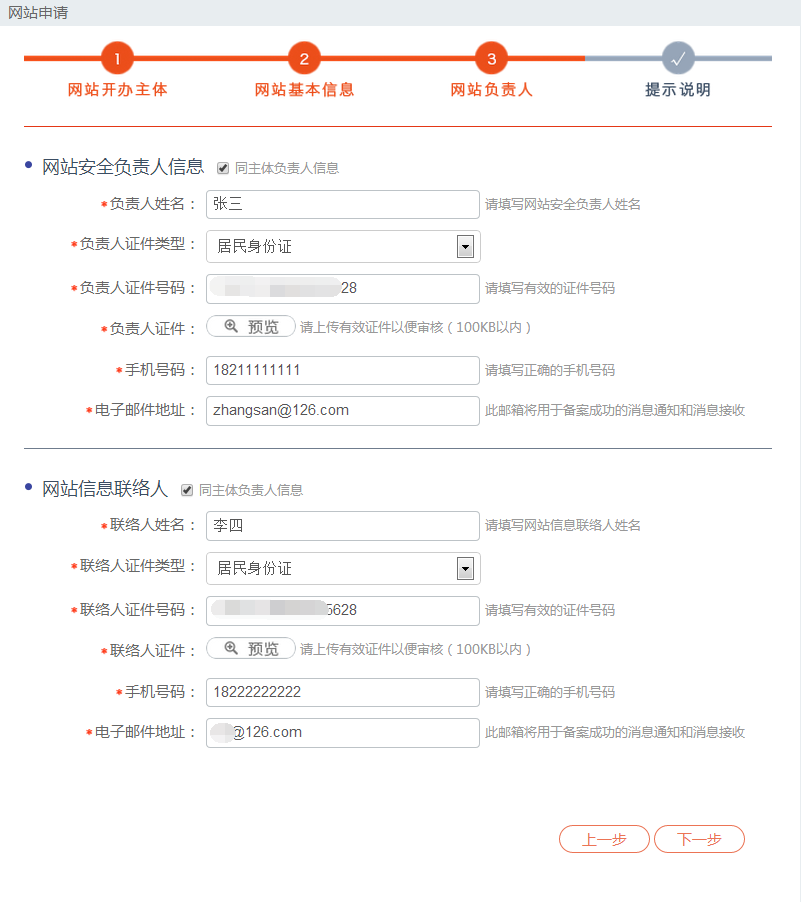 网站申请
1 2 3
网站开办主体 网站基本信息 网站负责人 提示说明
网站安全负责人信息 同主体负责人信息
*负责人姓名： 张三 请填写网站安全负责人姓名
*负责人证件类型： 居民身份证
*负责人证件号码： 28 请填写有效的证件号码
*负责人证件： 预览 请上传有效证件以便审核（100KB以内）
*手机号码： 18211111111 请填写正确的手机号码
*电子邮件地址： zhangsan@126.com 此邮箱将用于备案成功的消息通知和消息接收
网站信息联络人 同主体负责人信息
*联络人姓名： 李四 请填写网站信息联络人姓名
*联络人证件类型： 居民身份证
*联络人证件号码： 5628 请填写有效的证件号码
*联络人证件： 预览 请上传有效证件以便审核（100KB以内）
*手机号码： 18222222222 请填写正确的手机号码
*电子邮件地址： @126.com 此邮箱将用于备案成功的消息通知和消息接收
上一步 下一步